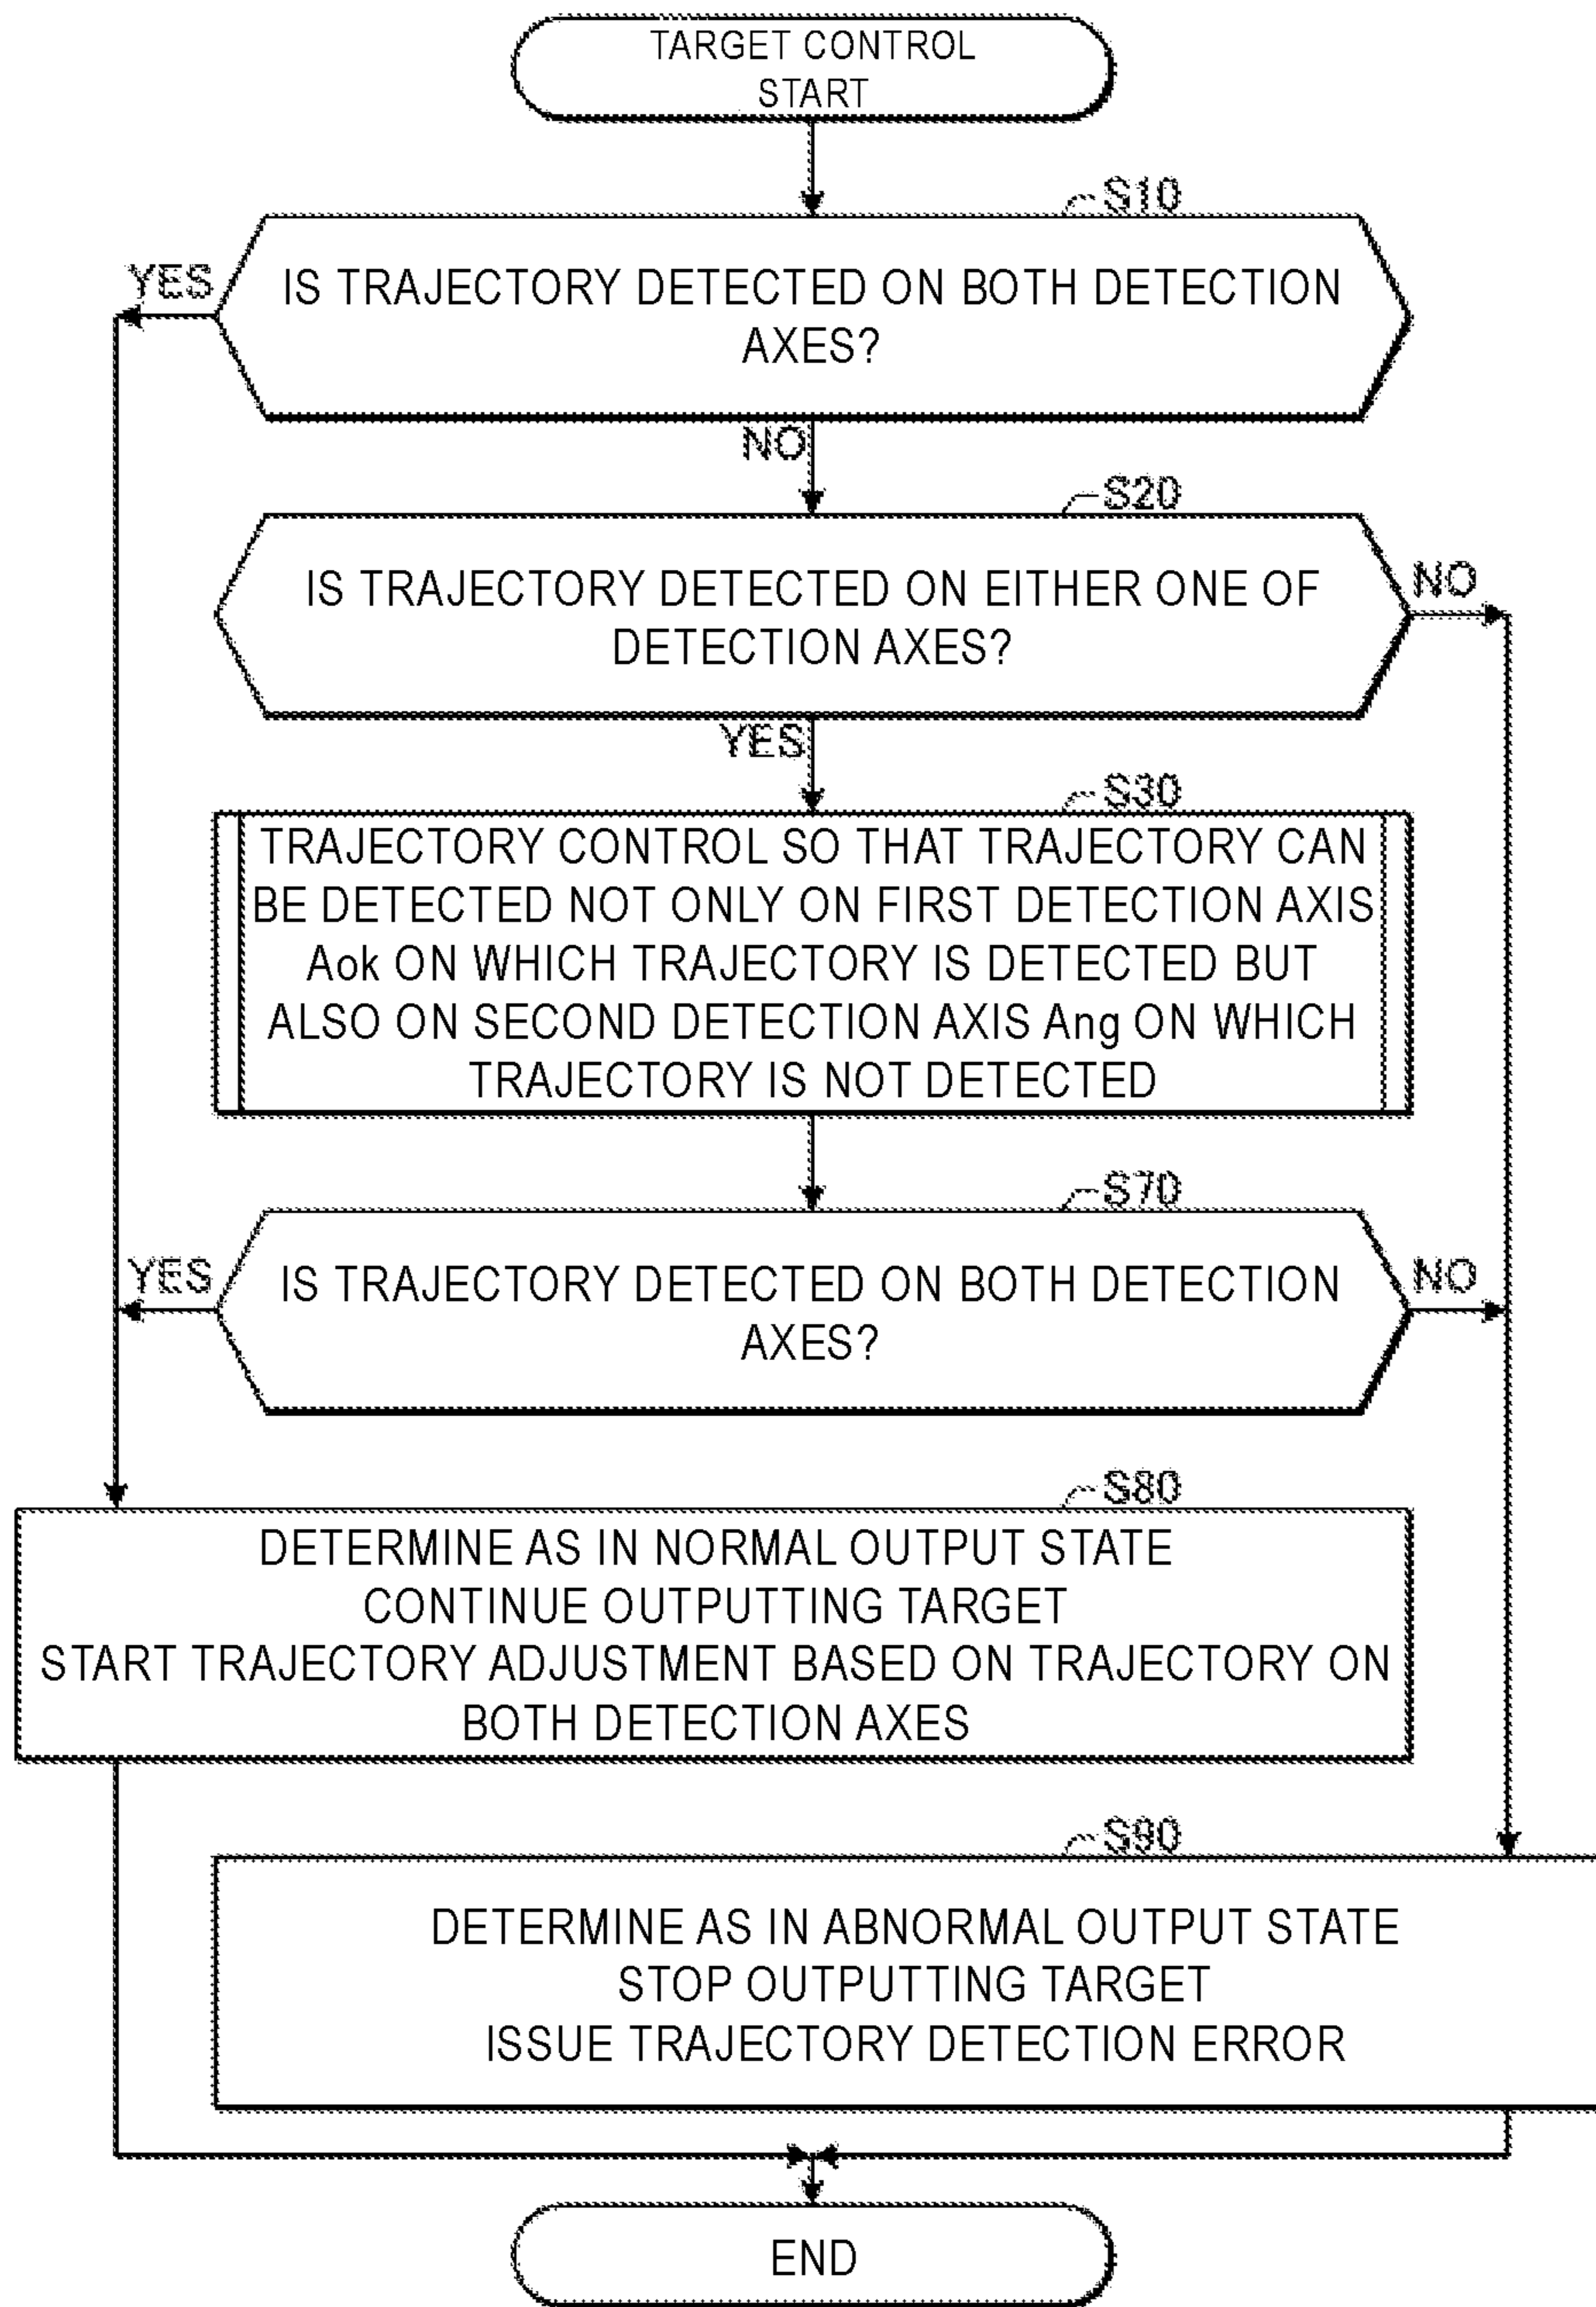 TARGET CONTROL
START
S10
YES
IS TRAJECTORY DETECTED ON BOTH DETECTION
AXES?
NO
S20
IS TRAJECTORY DETECTED ON EITHER ONE OF
DETECTION AXES?
NO
YES
S30
TRAJECTORY CONTROL SO THAT TRAJECTORY CAN
BE DETECTED NOT ONLY ON FIRST DETECTION AXIS
Aok ON WHICH TRAJECTORY IS DETECTED BUT
ALSO ON SECOND DETECTION AXIS Ang ON WHICH
TRAJECTORY IS NOT DETECTED
S70
YES
IS TRAJECTORY DETECTED ON BOTH DETECTION
AXES?
NO
S80
DETERMINE AS IN NORMAL OUTPUT STATE
CONTINUE OUTPUTTING TARGET
START TRAJECTORY ADJUSTMENT BASED ON TRAJECTORY ON
BOTH DETECTION AXES
S90
DETERMINE AS IN ABNORMAL OUTPUT STATE
STOP OUTPUTTING TARGET
ISSUE TRAJECTORY DETECTION ERROR
END